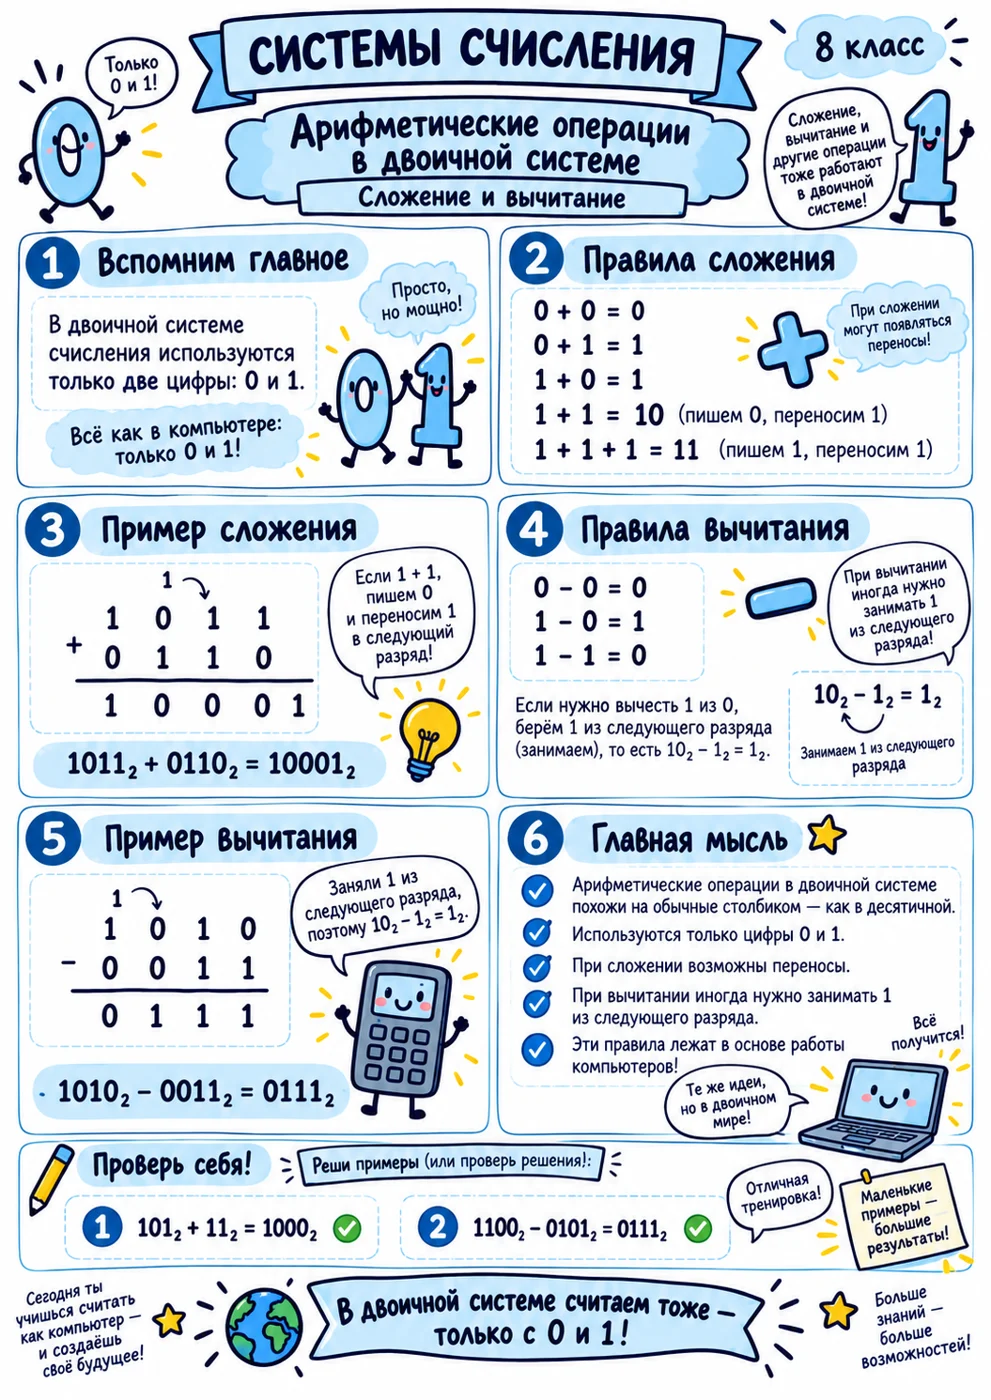 Только
0 и 1!
СИСТЕМЫ СЧИСЛЕНИЯ
8 класс
Арифметические операции
в двоичной системе
Сложение и вычитание
Сложение,
вычитание и
другие операции
тоже работают
в двоичной
системе!
1 Вспомним главное
В двоичной системе
счисления используются
только две цифры: 0 и 1.
Просто,
но мощно!
Всё как в компьютере:
только 0 и 1!
2 Правила сложения
0 + 0 = 0
0 + 1 = 1
1 + 0 = 1
1 + 1 = 10 (пишем 0, переносим 1)
1 + 1 + 1 = 11 (пишем 1, переносим 1)
При сложении
могут появляться
переносы!
3 Пример сложения
1
1 0 1 1
+
0 1 1 0
1 0 0 0 1
1011₂ + 0110₂ = 10001₂
Если 1 + 1,
пишем 0
и переносим 1
в следующий
разряд!
4 Правила вычитания
0 − 0 = 0
1 − 0 = 1
1 − 1 = 0
При вычитании
иногда нужно
занимать 1
из следующего
разряда!
Если нужно вычесть 1 из 0,
берём 1 из следующего разряда
(занимаем), то есть 10₂ − 1₂ = 1₂.
10₂ − 1₂ = 1₂
Занимаем 1 из следующего
разряда
5 Пример вычитания
1
1 0 1 0
−
0 0 1 1
0 1 1 1
1010₂ − 0011₂ = 0111₂
Заняли 1 из
следующего разряда,
поэтому 10₂ − 1₂ = 1₂.
6 Главная мысль
Арифметические операции в двоичной системе
похожи на обычные столбиком — как в десятичной.
Используются только цифры 0 и 1.
При сложении возможны переносы.
При вычитании иногда нужно занимать 1
из следующего разряда.
Эти правила лежат в основе работы
компьютеров!
Всё
получится!
Те же идеи,
но в двоичном
мире!
Проверь себя!
Реши примеры (или проверь решения!):
1 101₂ + 11₂ = 1000₂
2 1100₂ − 0101₂ = 0111₂
Отличная
тренировка!
Маленькие
примеры —
большие
результаты!
Сегодня ты
учишься считать
как компьютер —
и создаёшь
своё будущее!
В двоичной системе считаем тоже —
только с 0 и 1!
Больше
знаний —
больше
возможностей!